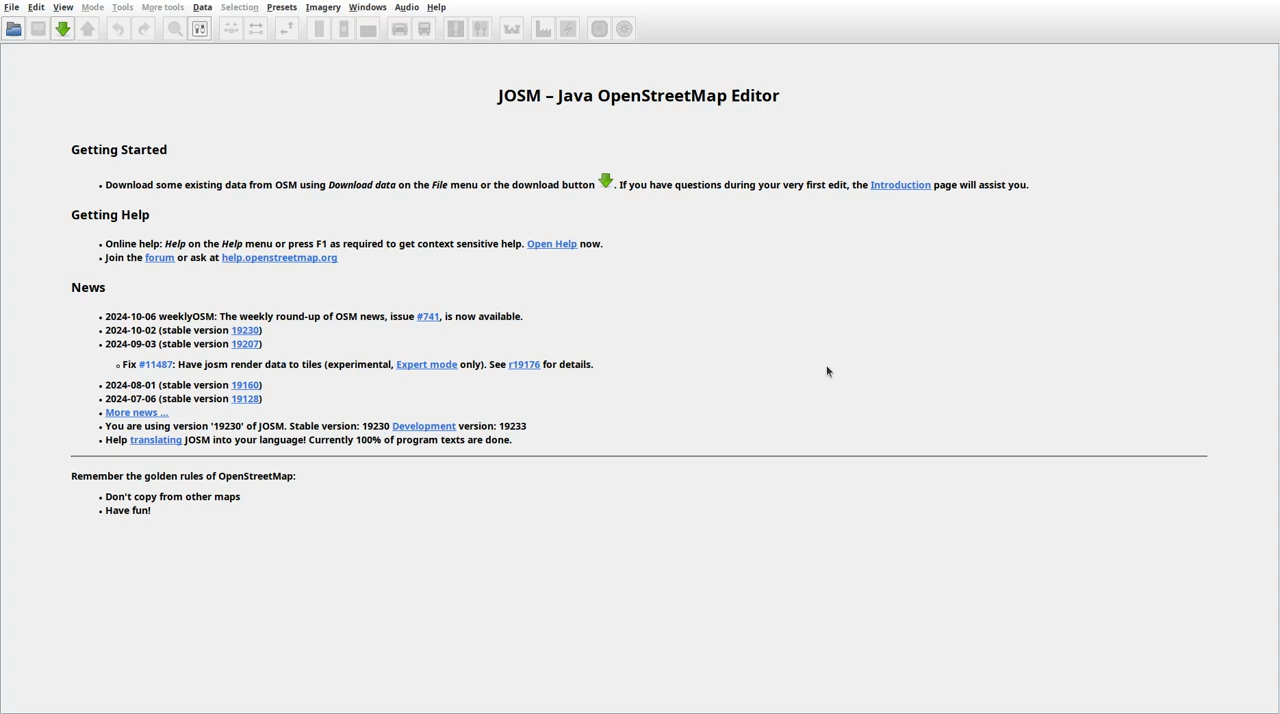 File Edit View Mode Tools More tools Data Selection Presets Imagery Windows Audio Help
JOSM – Java OpenStreetMap Editor
Getting Started
• Download some existing data from OSM using Download data on the File menu or the download button . If you have questions during your very first edit, the Introduction page will assist you.
Getting Help
• Online help: Help on the Help menu or press F1 as required to get context sensitive help. Open Help now.
• Join the forum or ask at help.openstreetmap.org
News
• 2024-10-06 weeklyOSM: The weekly round-up of OSM news, issue #741, is now available.
• 2024-10-02 (stable version 19230)
• 2024-09-03 (stable version 19207)
◦ Fix #11487: Have josm render data to tiles (experimental, Expert mode only). See r19176 for details.
• 2024-08-01 (stable version 19160)
• 2024-07-06 (stable version 19128)
• More news ...
• You are using version '19230' of JOSM. Stable version: 19230 Development version: 19233
• Help translating JOSM into your language! Currently 100% of program texts are done.
Remember the golden rules of OpenStreetMap:
• Don't copy from other maps
• Have fun!